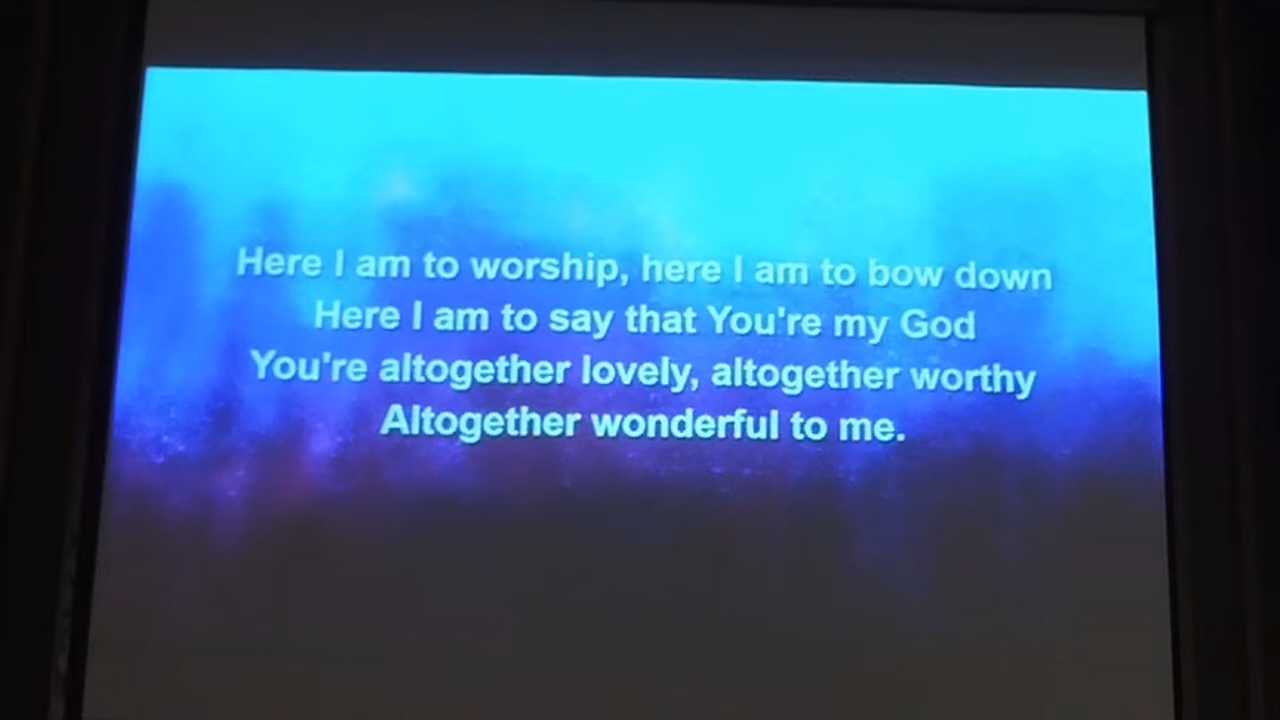 Here I am to worship, here I am to bow down
Here I am to say that You're my God
You're altogether lovely, altogether worthy
Altogether wonderful to me.